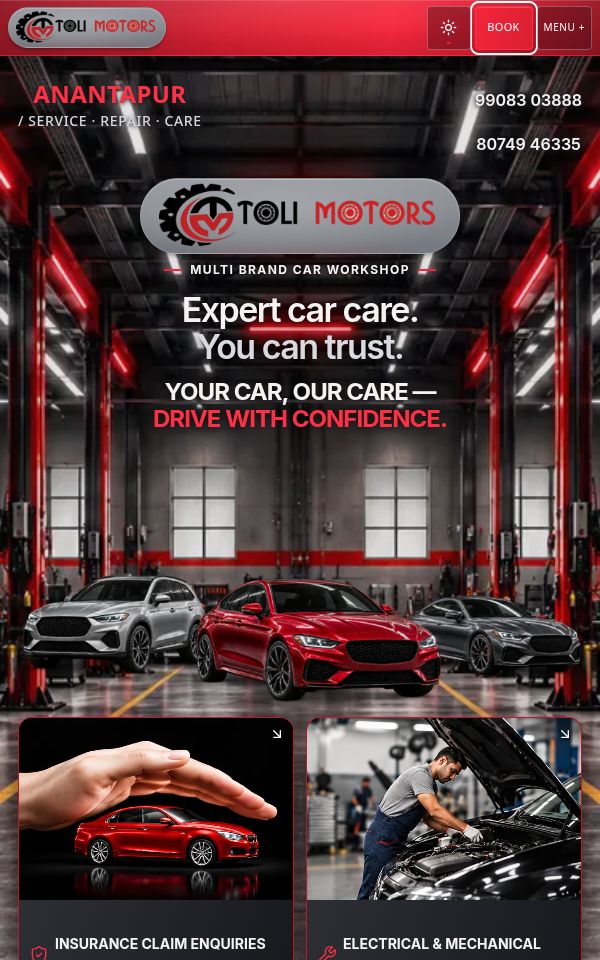 TOLI MOTORS
BOOK
MENU +
ANANTAPUR
/ SERVICE · REPAIR · CARE
99083 03888
80749 46335
TOLI MOTORS
MULTI BRAND CAR WORKSHOP
Expert car care.
You can trust.
YOUR CAR, OUR CARE —
DRIVE WITH CONFIDENCE.
INSURANCE CLAIM ENQUIRIES
ELECTRICAL & MECHANICAL